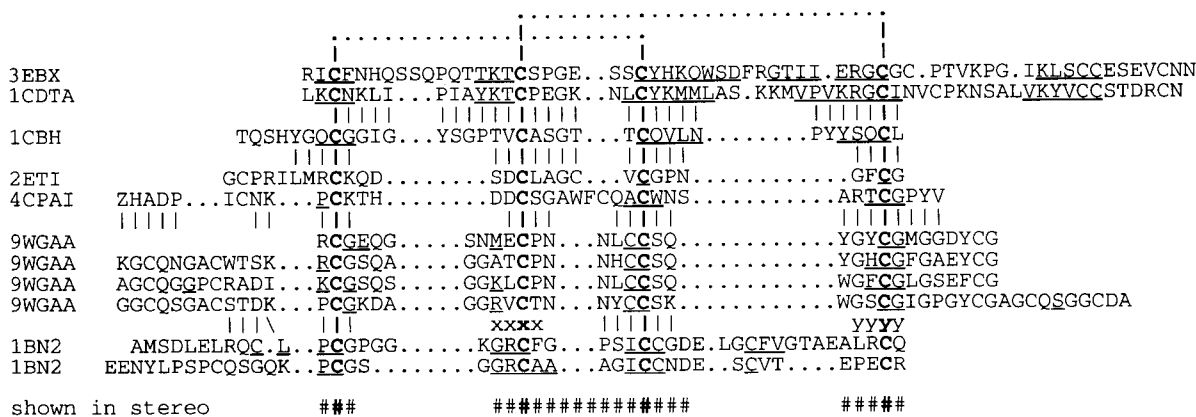 3EBX RICFNHQSSQPQTTKTCSPGE..SSCYHKQWSDFRGTII.ERGCGC.PTVKPG.IKLSCCESEVCNN
1CDTA LKCNKLI...PIAYKTCPEGK..NLCYKMMLAS.KKMVPVKRGCINVCPKNSALVKYVCCSTDRCN
1CBH TQSHYGQCGGIG...YSGPTVCASGT...TCQVLN..........PYYSQCL
2ETI GCPRILMRCKQD.......SDCLAGC...VCGPN............GFCG
4CPAI ZHADP...ICNK..PCKTH.......DDCSGAWFCQACWNS.........ARTCGPYV
9WGAA RCGEQG......SNMECPN...NLCCSQ.........YGYCGMGGDYCG
9WGAA KGCQNGACWTSK...RCGSQA....GGATCPN...NHCCSQ.........YGHCGFGAEYCG
9WGAA AGCQGGPCRADI...KCGSQS....GGKLCPN...NLCCSQ.........WGFCGLGSEFCG
9WGAA GGCQSGACSTDK...PCGKDA....GGRVCTN...NYCCSK.........WGSCGIGPGYCGAGCQSGGCDA
xxxxx yyyyy
1BN2 AMSDLELRQC.L..PCGPGG....KGRCFG...PSICCGDE.LGCFVGTAEALRCQ
1BN2 EENYLPSPCQSGQK..PCGS......GGRCAA...AGICCNDE...SCVT....EPECR
shown in stereo ### ################ #####